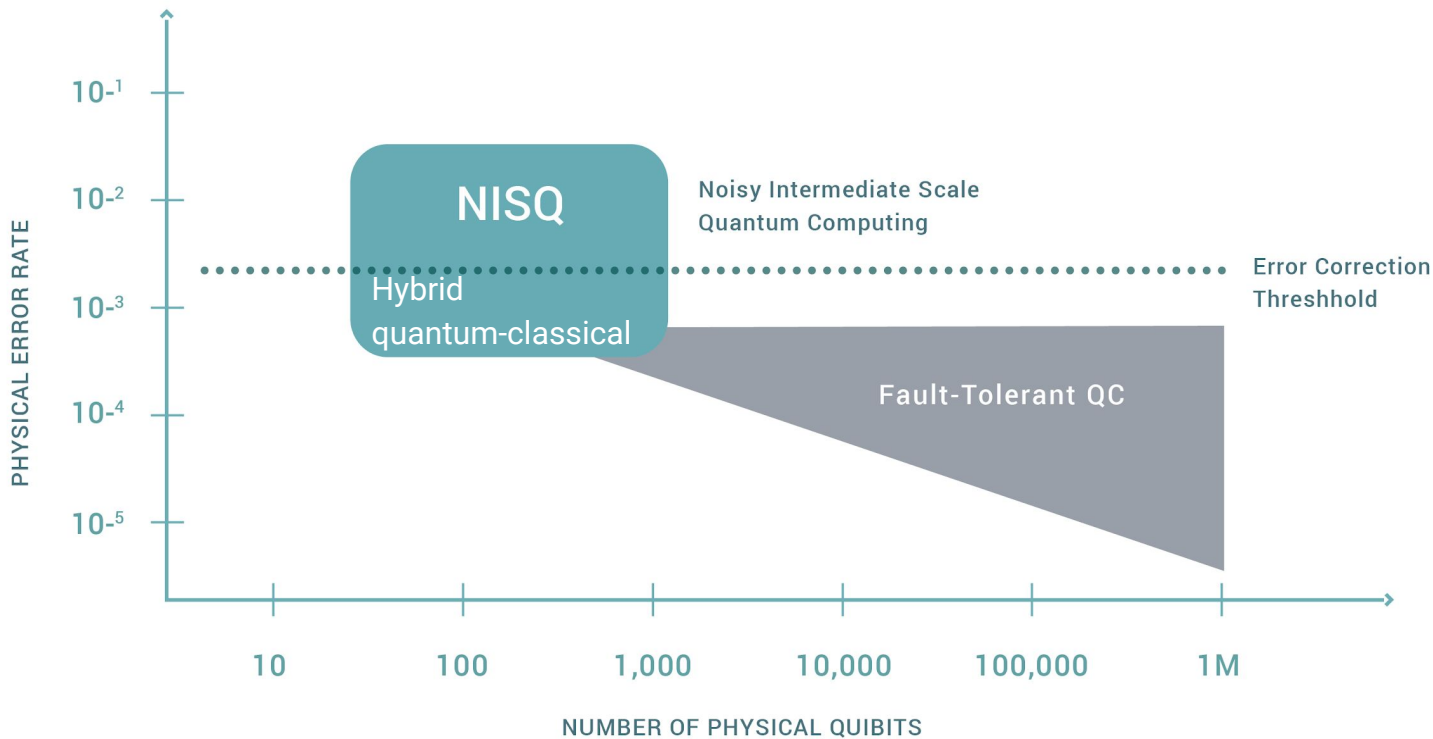 10-¹
10-²
10-³
10-⁴
10-⁵
PHYSICAL ERROR RATE
NISQ
Hybrid
quantum-classical
Noisy Intermediate Scale
Quantum Computing
Error Correction
Threshhold
Fault-Tolerant QC
10
100
1,000
10,000
100,000
1M
NUMBER OF PHYSICAL QUIBITS